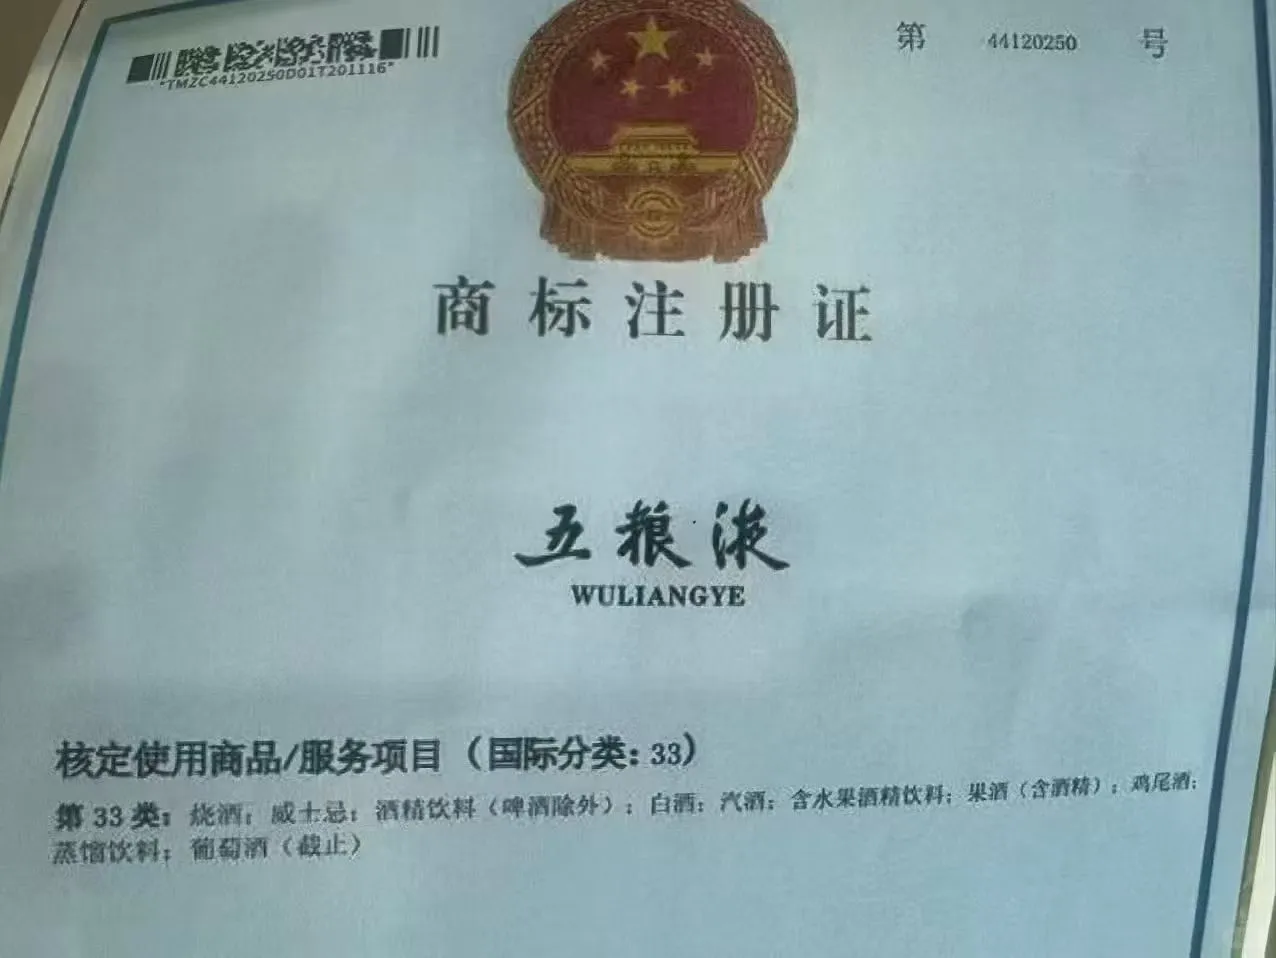 第 44120250 号
*TMZC44120250D01T201116*
商标注册证
五粮液
WULIANGYE
核定使用商品/服务项目（国际分类：33）
第 33 类：烧酒；威士忌；酒精饮料（啤酒除外）；白酒；汽酒；含水果酒精饮料；果酒（含酒精）；鸡尾酒；
蒸馏饮料；葡萄酒（截止）